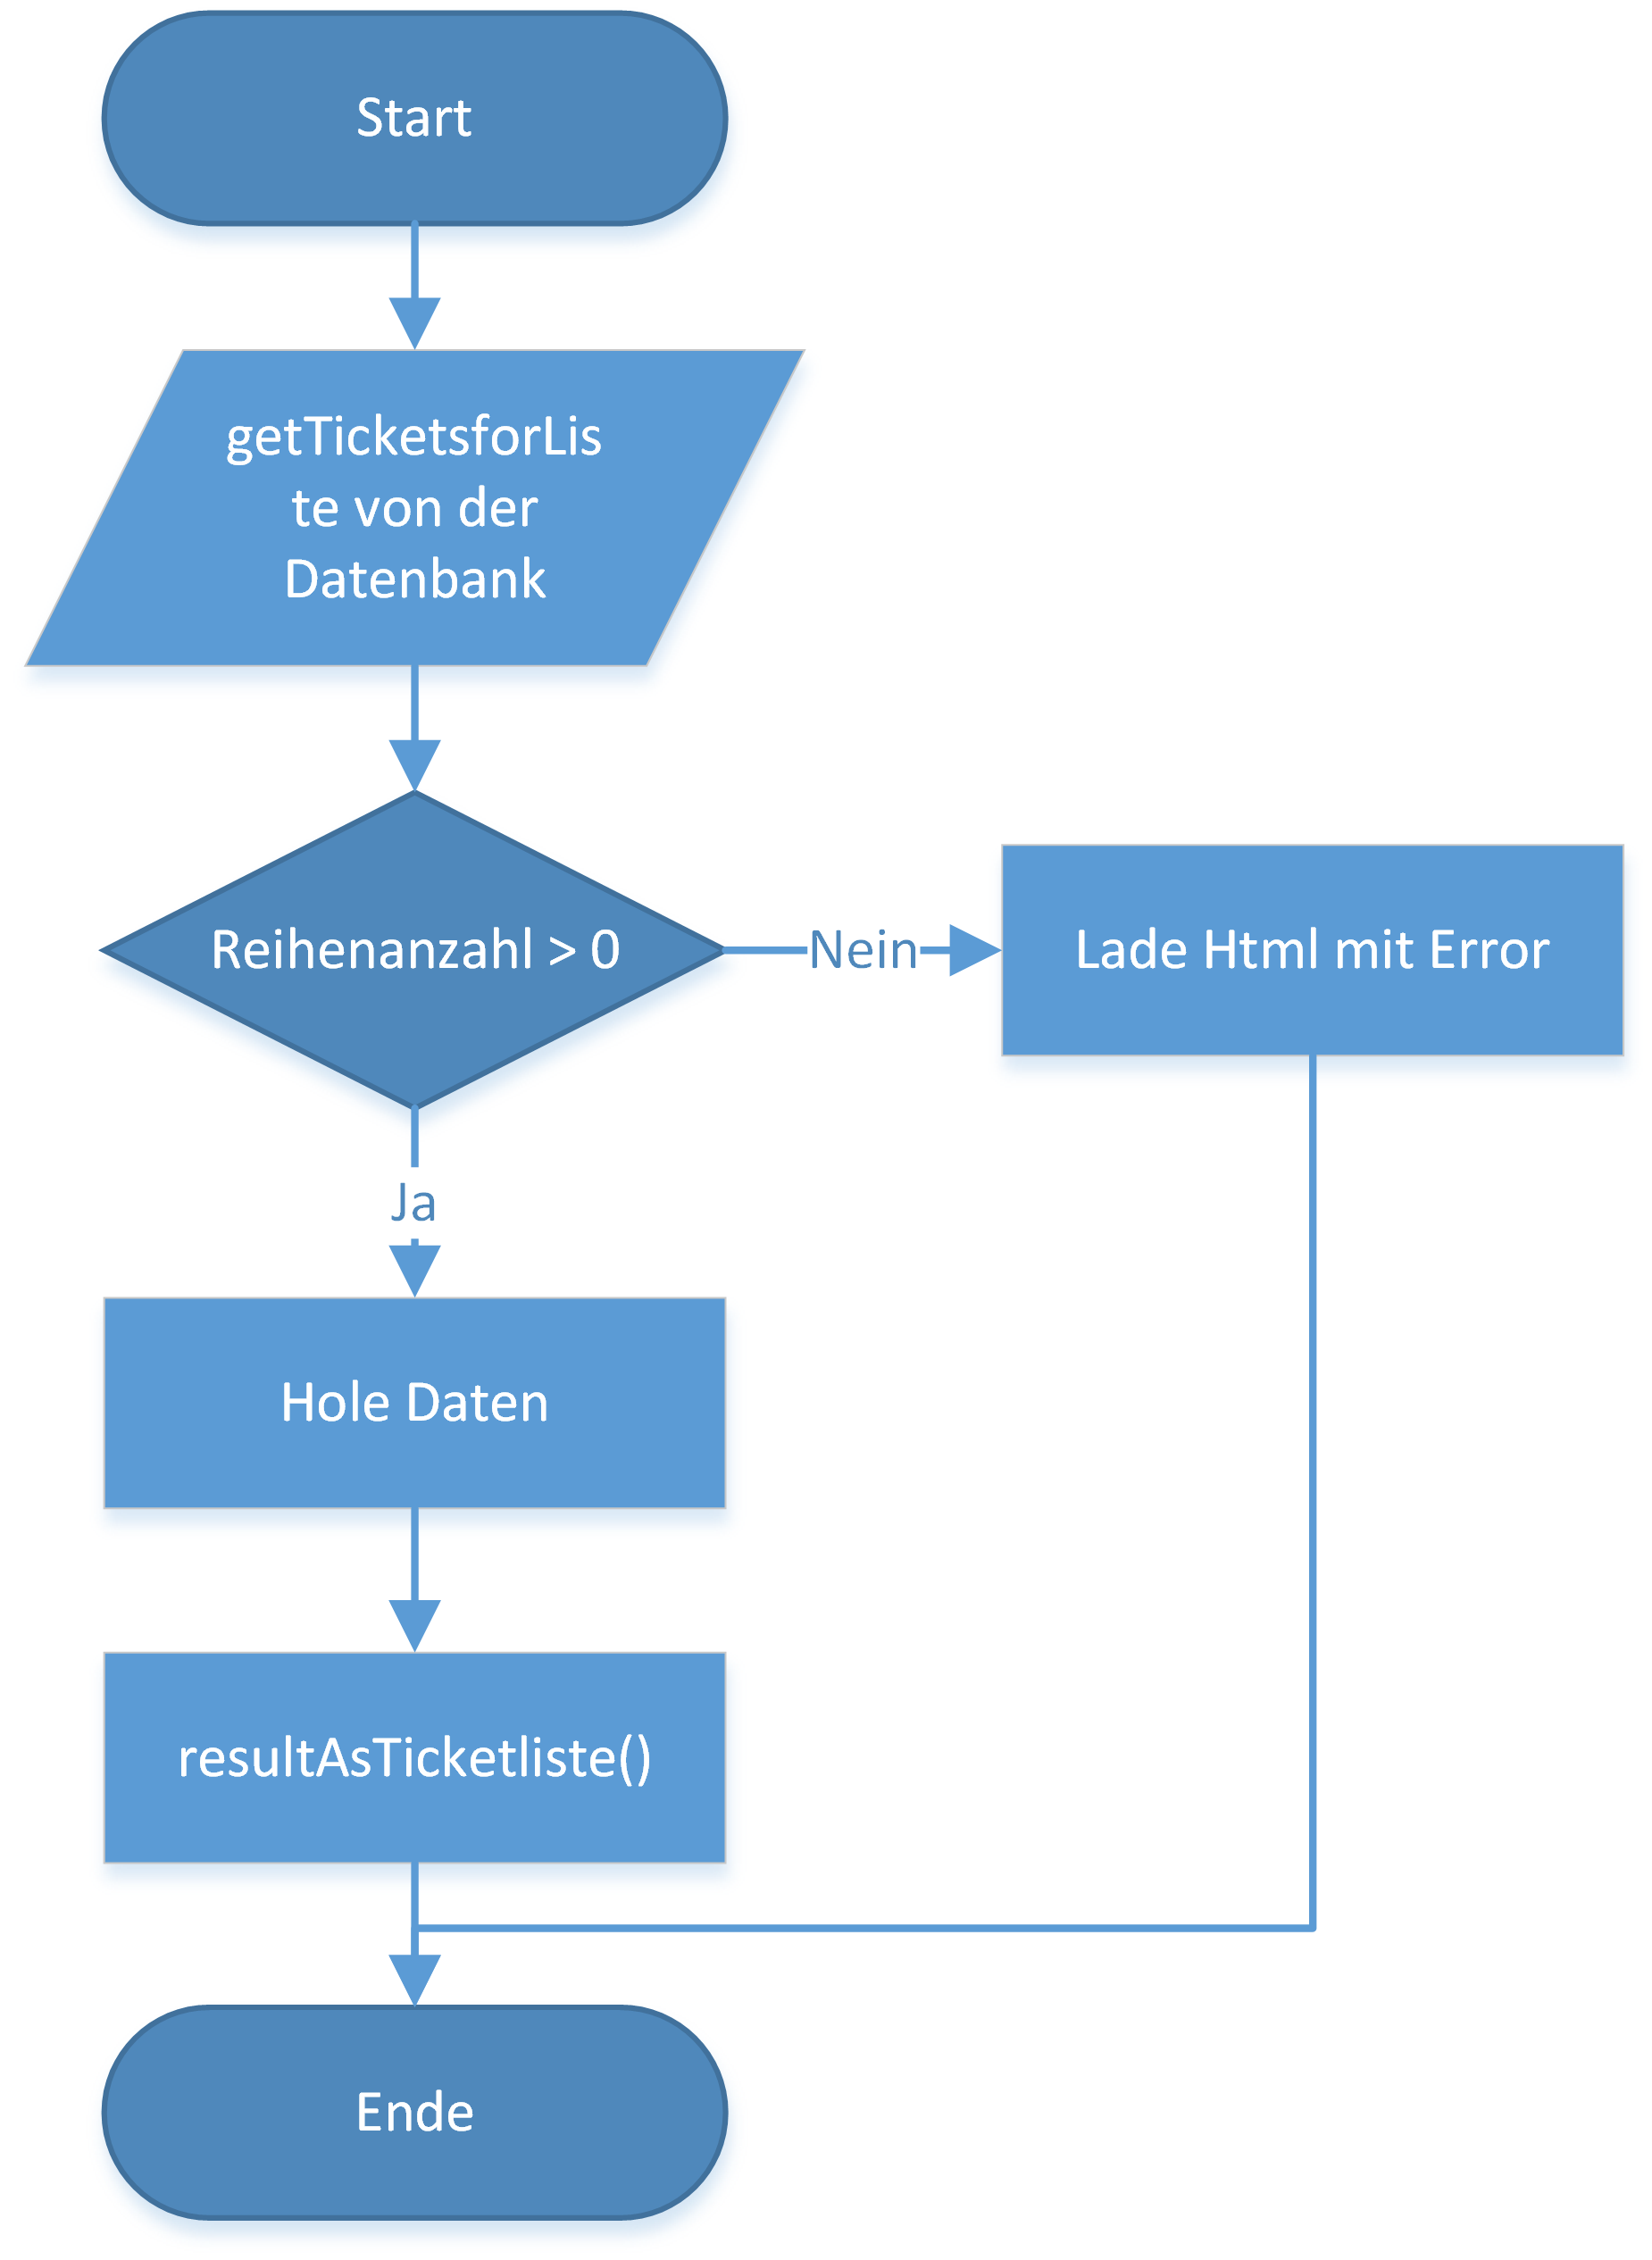 Start
getTicketsforLis
te von der
Datenbank
Reihenanzahl > 0
Nein
Lade Html mit Error
Ja
Hole Daten
resultAsTicketliste()
Ende